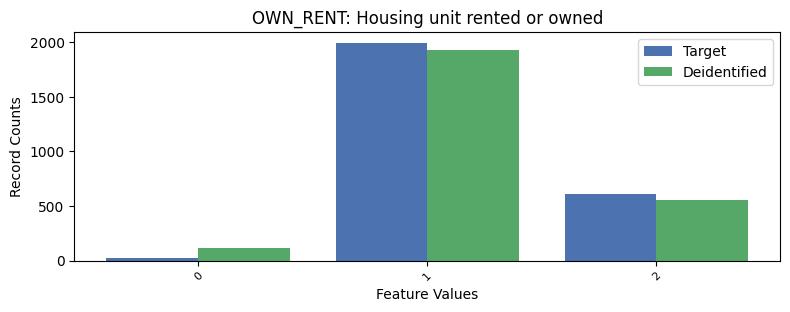 OWN_RENT: Housing unit rented or owned
Target
Deidentified
Record Counts
2000
1500
1000
500
0
0
1
2
Feature Values